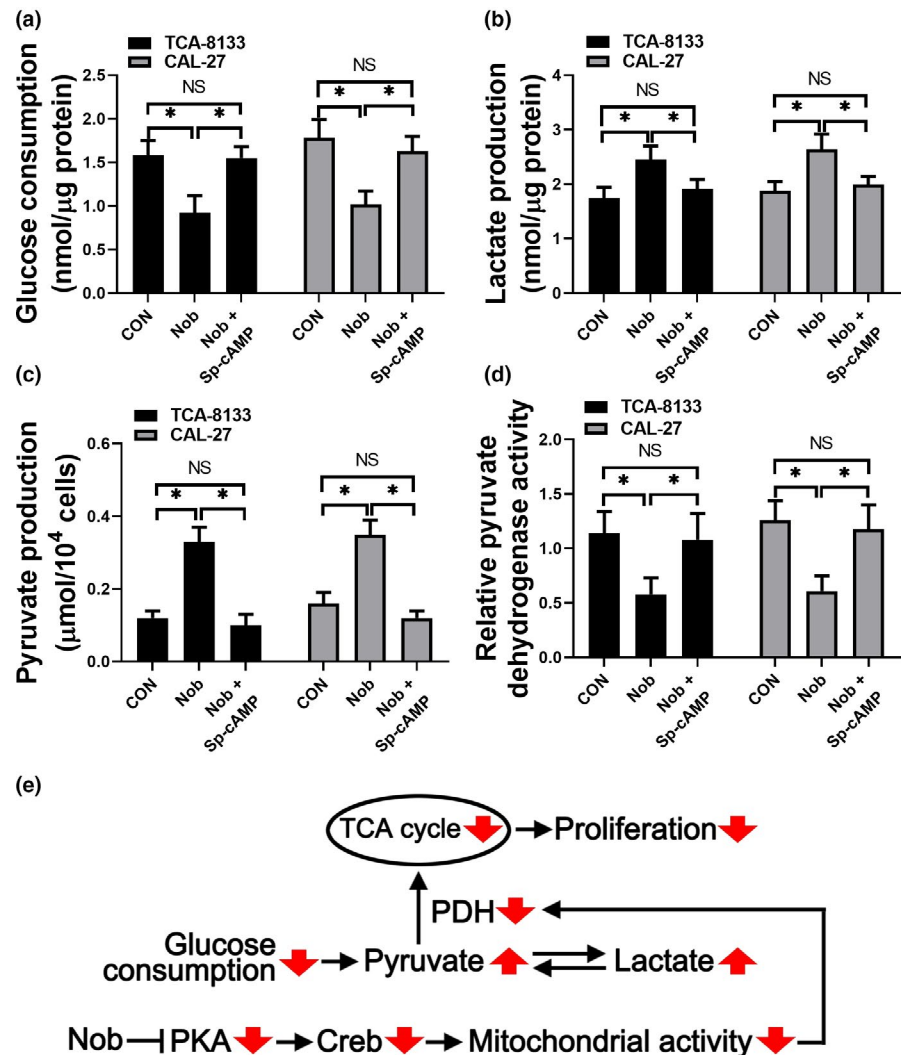 (a)
TCA-8133
CAL-27
Glucose consumption
(nmol/μg protein)
2.5
2.0
1.5
1.0
0.5
0.0
NS
* *
NS
* *
CON
Nob
Nob +
Sp-cAMP
CON
Nob
Nob +
Sp-cAMP
(b)
TCA-8133
CAL-27
Lactate production
(nmol/μg protein)
4
3
2
1
0
NS
* *
NS
* *
CON
Nob
Nob +
Sp-cAMP
CON
Nob
Nob +
Sp-cAMP
(c)
TCA-8133
CAL-27
Pyruvate production
(μmol/10⁴ cells)
0.6
0.4
0.2
0.0
NS
* *
NS
* *
CON
Nob
Nob +
Sp-cAMP
CON
Nob
Nob +
Sp-cAMP
(d)
TCA-8133
CAL-27
Relative pyruvate
dehydrogenase activity
2.0
1.5
1.0
0.5
0.0
NS
* *
NS
* *
CON
Nob
Nob +
Sp-cAMP
CON
Nob
Nob +
Sp-cAMP
(e)
TCA cycle Proliferation
PDH
Glucose
consumption
Pyruvate Lactate
Nob PKA Creb Mitochondrial activity